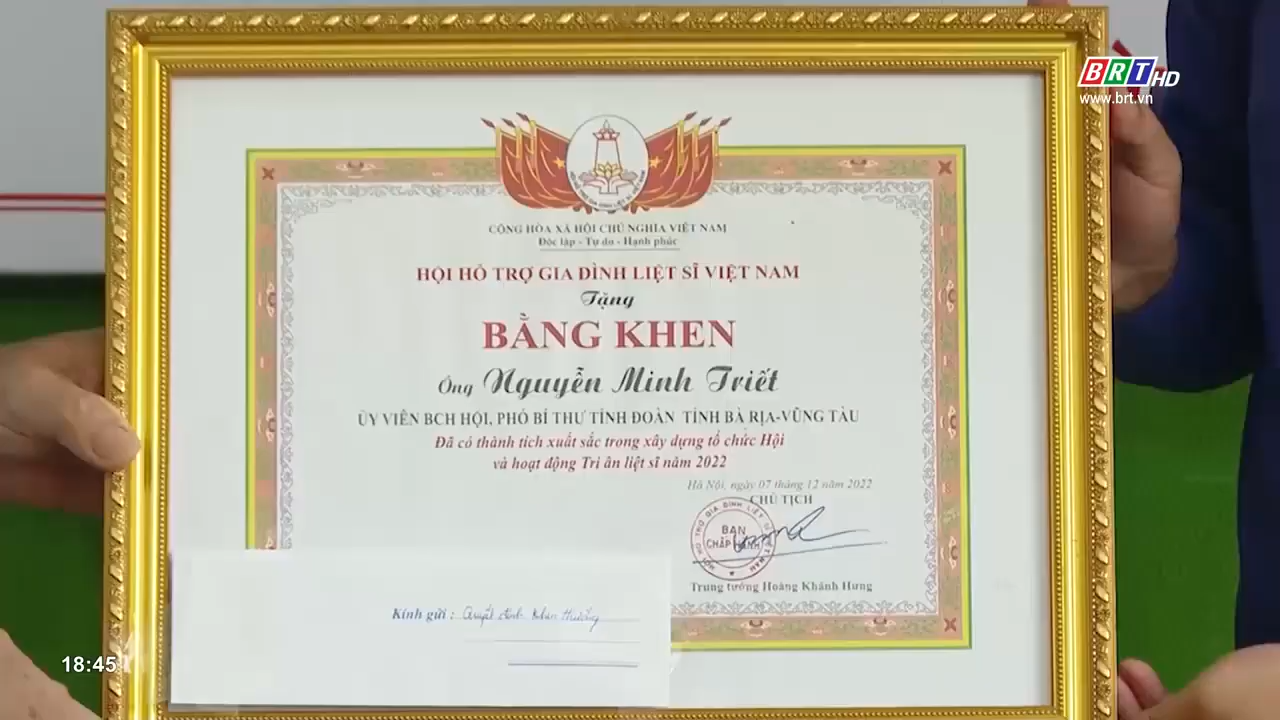 BRT HD
www.brt.vn
CỘNG HÒA XÃ HỘI CHỦ NGHĨA VIỆT NAM
Độc lập - Tự do - Hạnh phúc
HỘI HỖ TRỢ GIA ĐÌNH LIỆT SĨ VIỆT NAM
Tặng
BẰNG KHEN
Ông Nguyễn Minh Triết
ỦY VIÊN BCH HỘI, PHÓ BÍ THƯ TỈNH ĐOÀN TỈNH BÀ RỊA-VŨNG TÀU
Đã có thành tích xuất sắc trong xây dựng tổ chức Hội
và hoạt động Tri ân liệt sĩ năm 2022
Hà Nội, ngày 07 tháng 12 năm 2022
CHỦ TỊCH
BAN
CHẤP HÀNH
Trung tướng Hoàng Khánh Hưng
Kính gửi : Quyết định khen thưởng
18:45